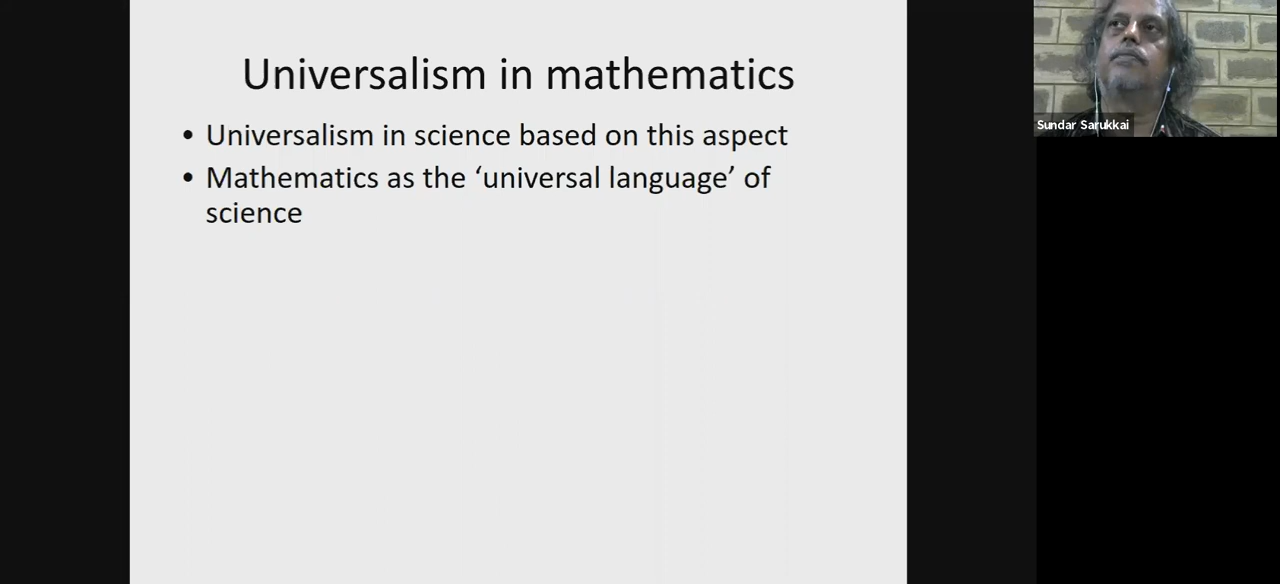 Universalism in mathematics
• Universalism in science based on this aspect
• Mathematics as the ‘universal language’ of
science
Sundar Sarukkai